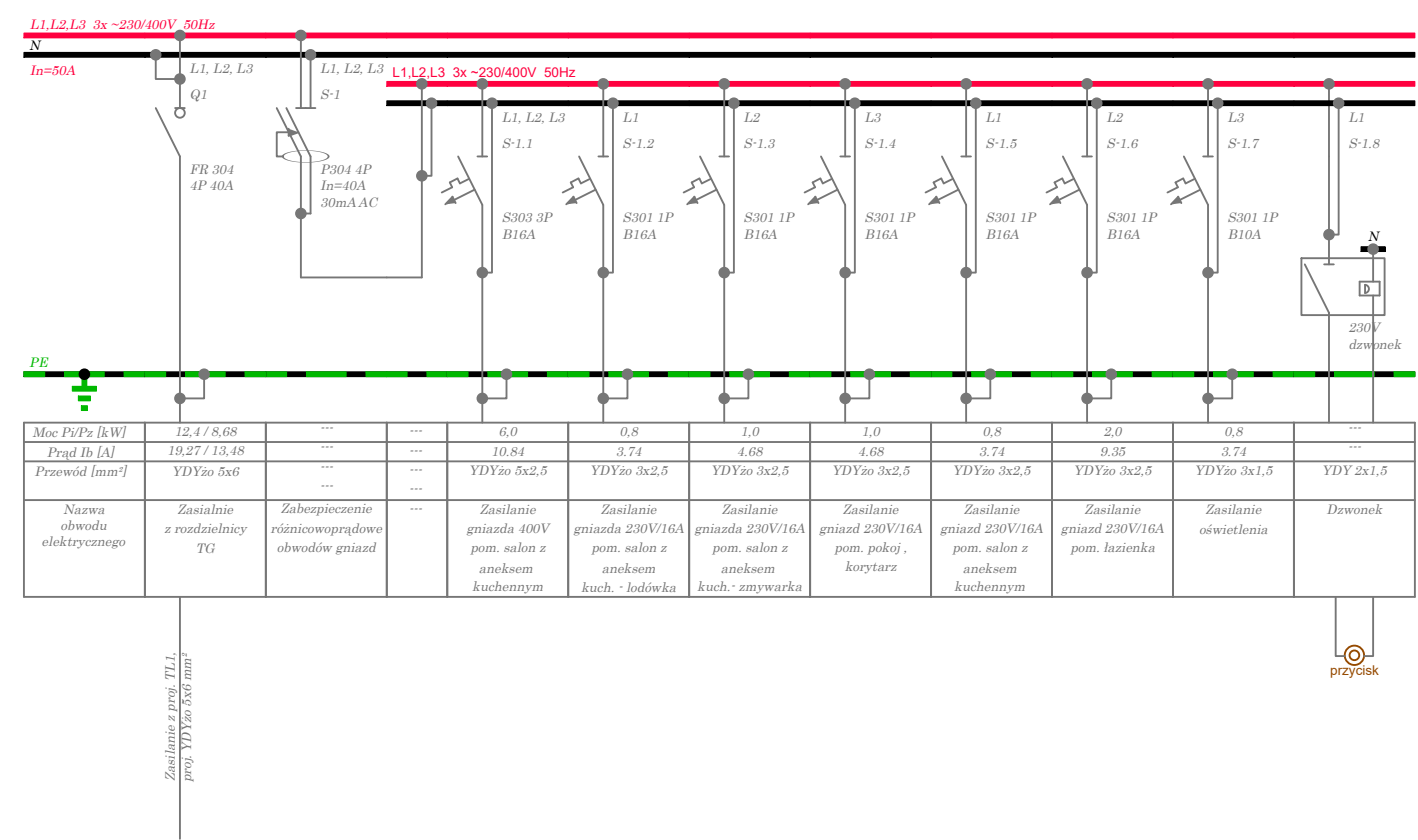 L1,L2,L3 3x ~230/400V 50Hz
N
In=50A
L1, L2, L3
Q1
FR 304
4P 40A
L1, L2, L3
S-1
P304 4P
In=40A
30mA AC
L1,L2,L3 3x ~230/400V 50Hz
L1, L2, L3
S-1.1
S303 3P
B16A
L1
S-1.2
S301 1P
B16A
L2
S-1.3
S301 1P
B16A
L3
S-1.4
S301 1P
B16A
L1
S-1.5
S301 1P
B16A
L2
S-1.6
S301 1P
B16A
L3
S-1.7
S301 1P
B10A
L1
S-1.8
N
D
230V
dzwonek
PE
Moc Pi/Pz [kW] 12,4 / 8,68 --- --- 6,0 0,8 1,0 1,0 0,8 2,0 0,8 ---
Prąd Ib [A] 19,27 / 13,48 --- --- 10.84 3.74 4.68 4.68 3.74 9.35 3.74 ---
Przewód [mm²] YDYżo 5x6 --- --- YDYżo 5x2,5 YDYżo 3x2,5 YDYżo 3x2,5 YDYżo 3x2,5 YDYżo 3x2,5 YDYżo 3x2,5 YDYżo 3x1,5 YDY 2x1,5
--- ---
Nazwa
obwodu
elektrycznego
Zasialnie
z rozdzielnicy
TG
Zabezpieczenie
różnicowoprądowe
obwodów gniazd
---
Zasilanie
gniazda 400V
pom. salon z
aneksem
kuchennym
Zasilanie
gniazda 230V/16A
pom. salon z
aneksem
kuch. - lodówka
Zasilanie
gniazda 230V/16A
pom. salon z
aneksem
kuch.- zmywarka
Zasilanie
gniazd 230V/16A
pom. pokoj ,
korytarz
Zasilanie
gniazd 230V/16A
pom. salon z
aneksem
kuchennym
Zasilanie
gniazd 230V/16A
pom. łazienka
Zasilanie
oświetlenia
Dzwonek
Zasilanie z proj. TL1,
proj. YDYżo 5x6 mm²
przycisk